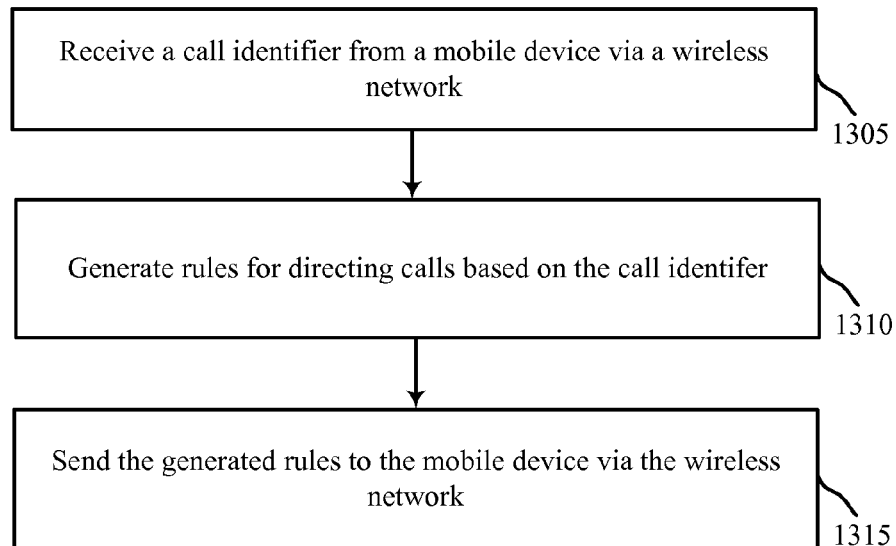 Receive a call identifier from a mobile device via a wireless
network
1305
Generate rules for directing calls based on the call identifer
1310
Send the generated rules to the mobile device via the wireless
network
1315